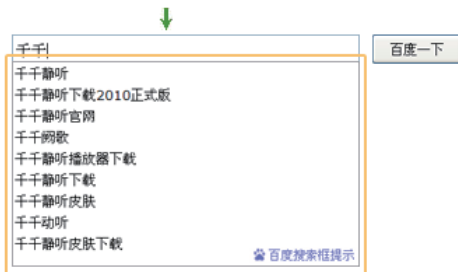 千千 百度一下
千千静听
千千静听下载2010正式版
千千静听官网
千千阙歌
千千静听播放器下载
千千静听下载
千千静听皮肤
千千动听
千千静听皮肤下载
百度搜索框提示